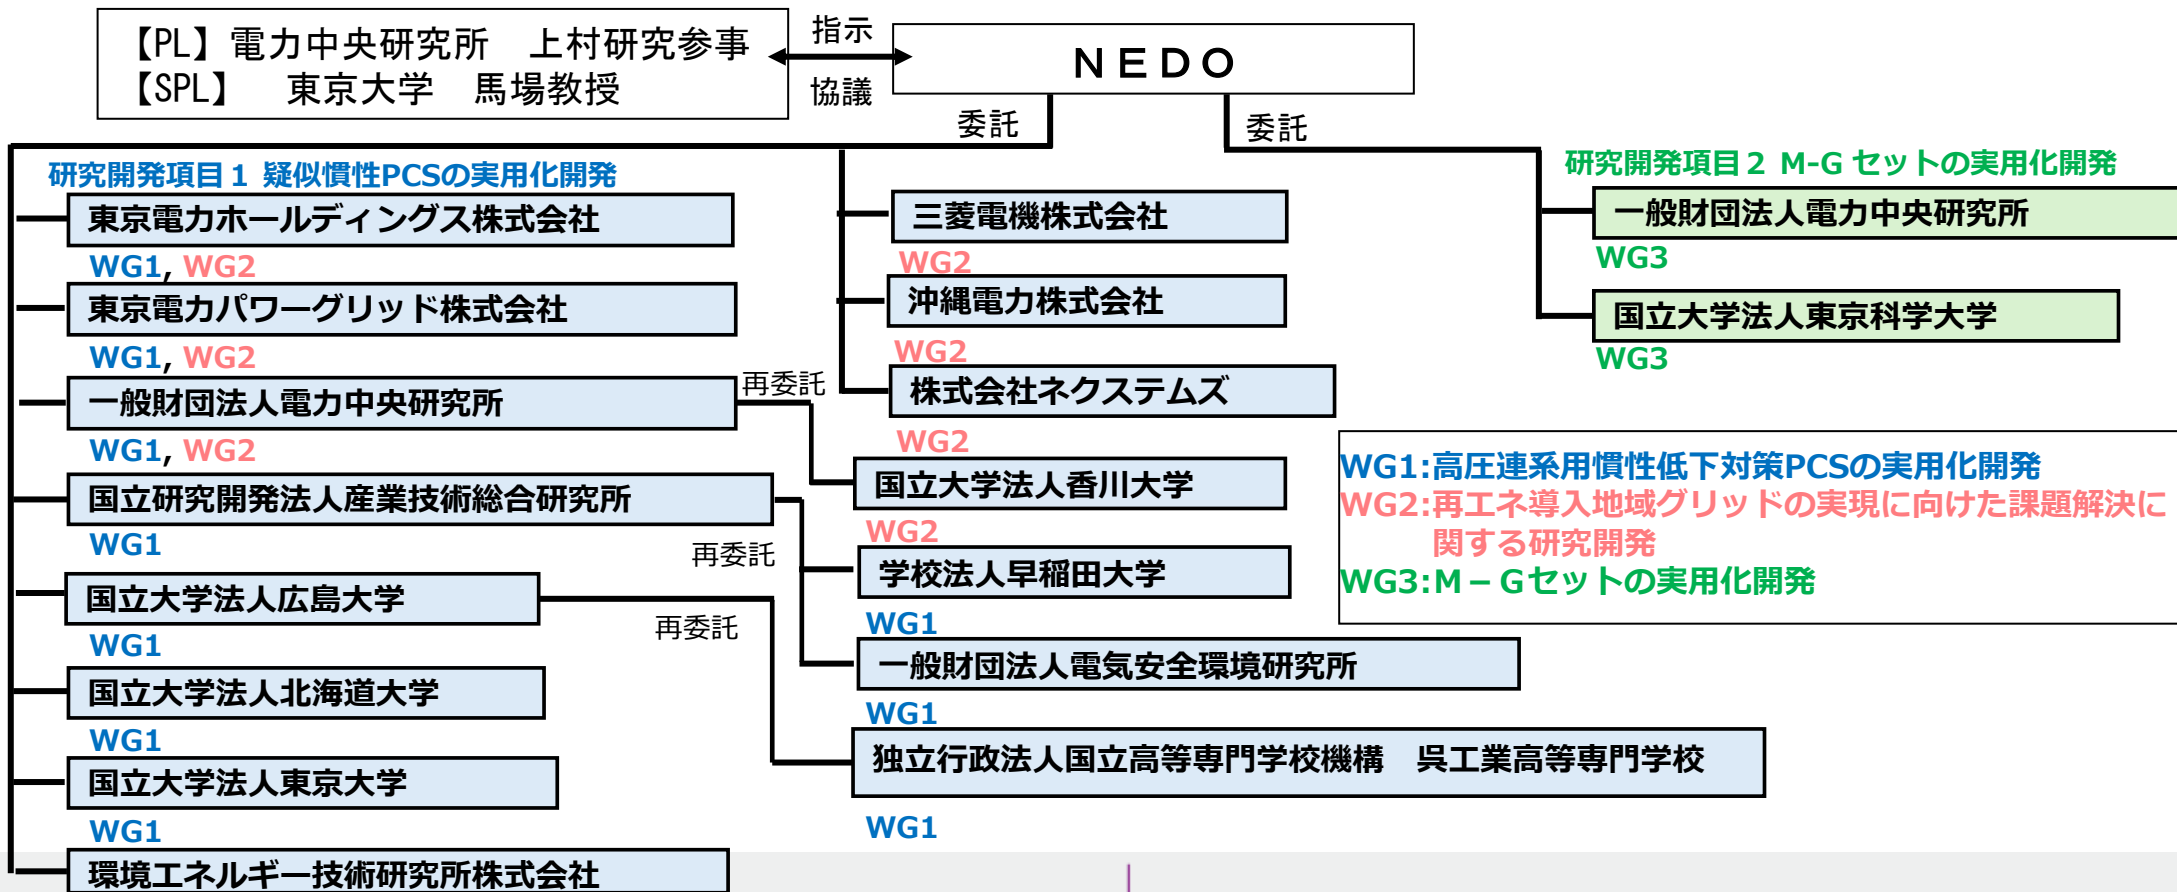 【PL】電力中央研究所　上村研究参事
【SPL】　東京大学　馬場教授
指示
協議
ＮＥＤＯ
委託
委託
研究開発項目１ 疑似慣性PCSの実用化開発
東京電力ホールディングス株式会社
WG1, WG2
東京電力パワーグリッド株式会社
WG1, WG2
一般財団法人電力中央研究所
WG1, WG2
再委託
国立研究開発法人産業技術総合研究所
WG1
再委託
国立大学法人広島大学
WG1
再委託
国立大学法人北海道大学
WG1
国立大学法人東京大学
WG1
環境エネルギー技術研究所株式会社
三菱電機株式会社
WG2
沖縄電力株式会社
WG2
株式会社ネクステムズ
WG2
国立大学法人香川大学
WG2
学校法人早稲田大学
WG1
一般財団法人電気安全環境研究所
WG1
独立行政法人国立高等専門学校機構　呉工業高等専門学校
WG1
研究開発項目２ M-G セットの実用化開発
一般財団法人電力中央研究所
WG3
国立大学法人東京科学大学
WG3
WG1:高圧連系用慣性低下対策PCSの実用化開発
WG2:再エネ導入地域グリッドの実現に向けた課題解決に
関する研究開発
WG3:M－Gセットの実用化開発